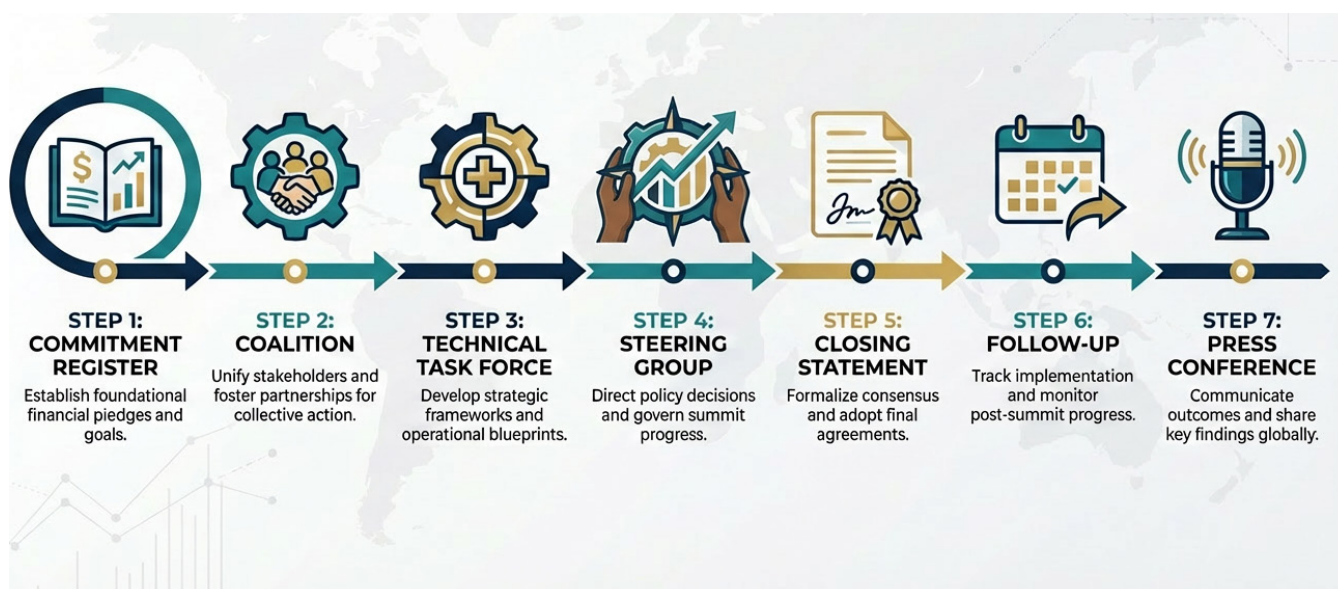 STEP 1:
COMMITMENT
REGISTER
Establish foundational
financial piedges and
goals.
STEP 2:
COALITION
Unify stakeholders and
foster partnerships for
collective action.
STEP 3:
TECHNICAL
TASK FORCE
Develop strategic
frameworks and
operational blueprints.
STEP 4:
STEERING
GROUP
Direct policy decisions
and govern summit
progress.
STEP 5:
CLOSING
STATEMENT
Formalize consensus
and adopt final
agreements.
STEP 6:
FOLLOW-UP
Track implementation
and monitor
post-summit progress.
STEP 7:
PRESS
CONFERENCE
Communicate
outcomes and share
key findings globally.